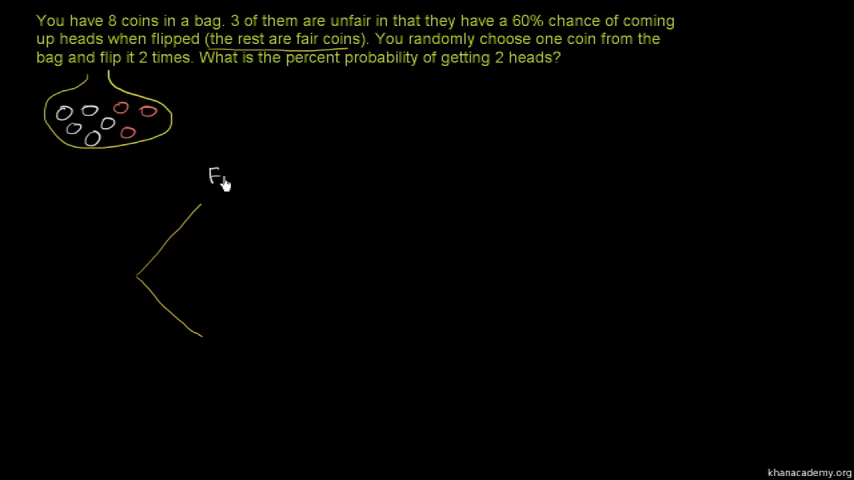 You have 8 coins in a bag. 3 of them are unfair in that they have a 60% chance of coming
up heads when flipped (the rest are fair coins). You randomly choose one coin from the
bag and flip it 2 times. What is the percent probability of getting 2 heads?
F
khanacademy.org